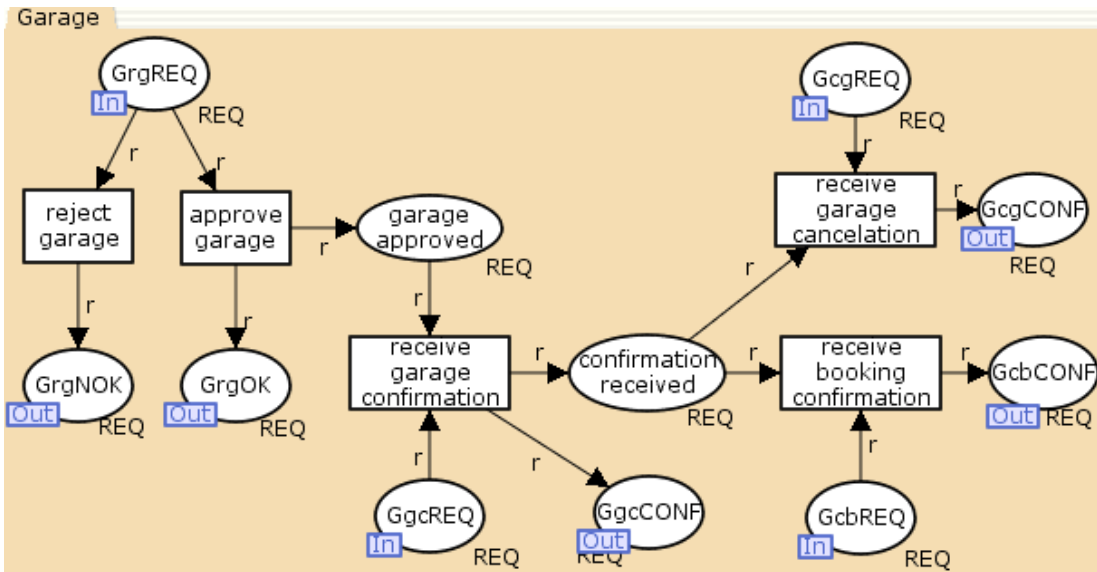 Garage
GrgREQ
In
REQ
r
r
reject
garage
approve
garage
r
r
r
GrgNOK
Out
REQ
GrgOK
Out
REQ
garage
approved
REQ
r
receive
garage
confirmation
r
r
r
GgcREQ
In
REQ
GgcCONF
Out
REQ
confirmation
received
REQ
r
r
GcgREQ
In
REQ
r
receive
garage
cancelation
r
GcgCONF
Out
REQ
receive
booking
confirmation
r
GcbCONF
Out
REQ
r
GcbREQ
In
REQ